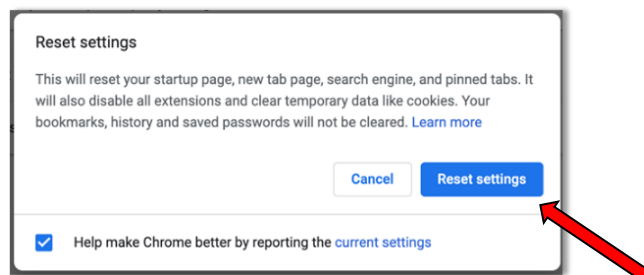 Reset settings
This will reset your startup page, new tab page, search engine, and pinned tabs. It
will also disable all extensions and clear temporary data like cookies. Your
bookmarks, history and saved passwords will not be cleared. Learn more
Cancel
Reset settings
Help make Chrome better by reporting the current settings